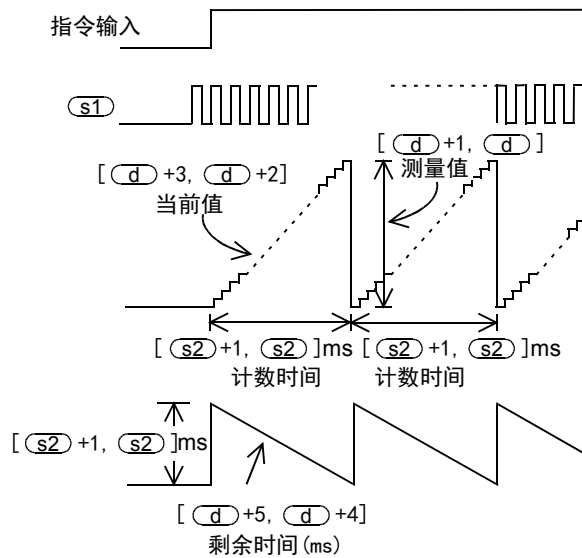 指令输入
s1
[ d +1, d ]
测量值
[ d +3, d +2]
当前值
[ s2 +1, s2 ]ms
计数时间
[ s2 +1, s2 ]ms
计数时间
[ s2 +1, s2 ]ms
[ d +5, d +4]
剩余时间(ms)